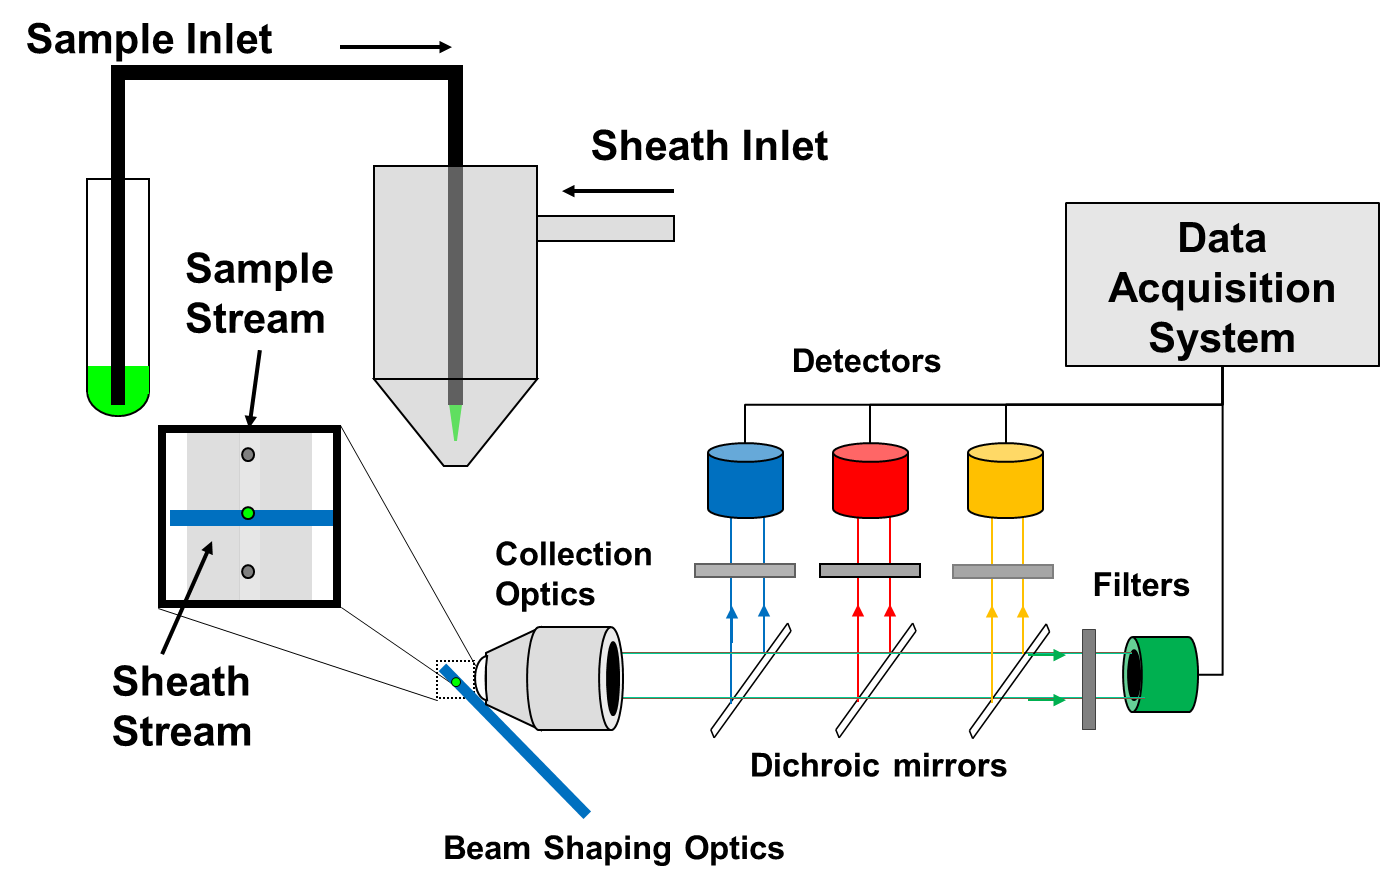 Sample Inlet
Sheath Inlet
Sample
Stream
Data
Acquisition
System
Detectors
Collection
Optics
Filters
Sheath
Stream
Dichroic mirrors
Beam Shaping Optics